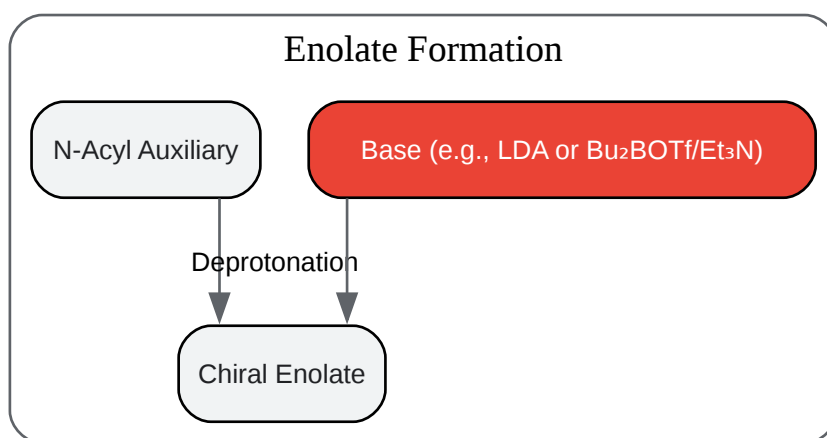 Enolate Formation
N-Acyl Auxiliary
Base (e.g., LDA or Bu₂BOTf/Et₃N)
Deprotonation
Chiral Enolate